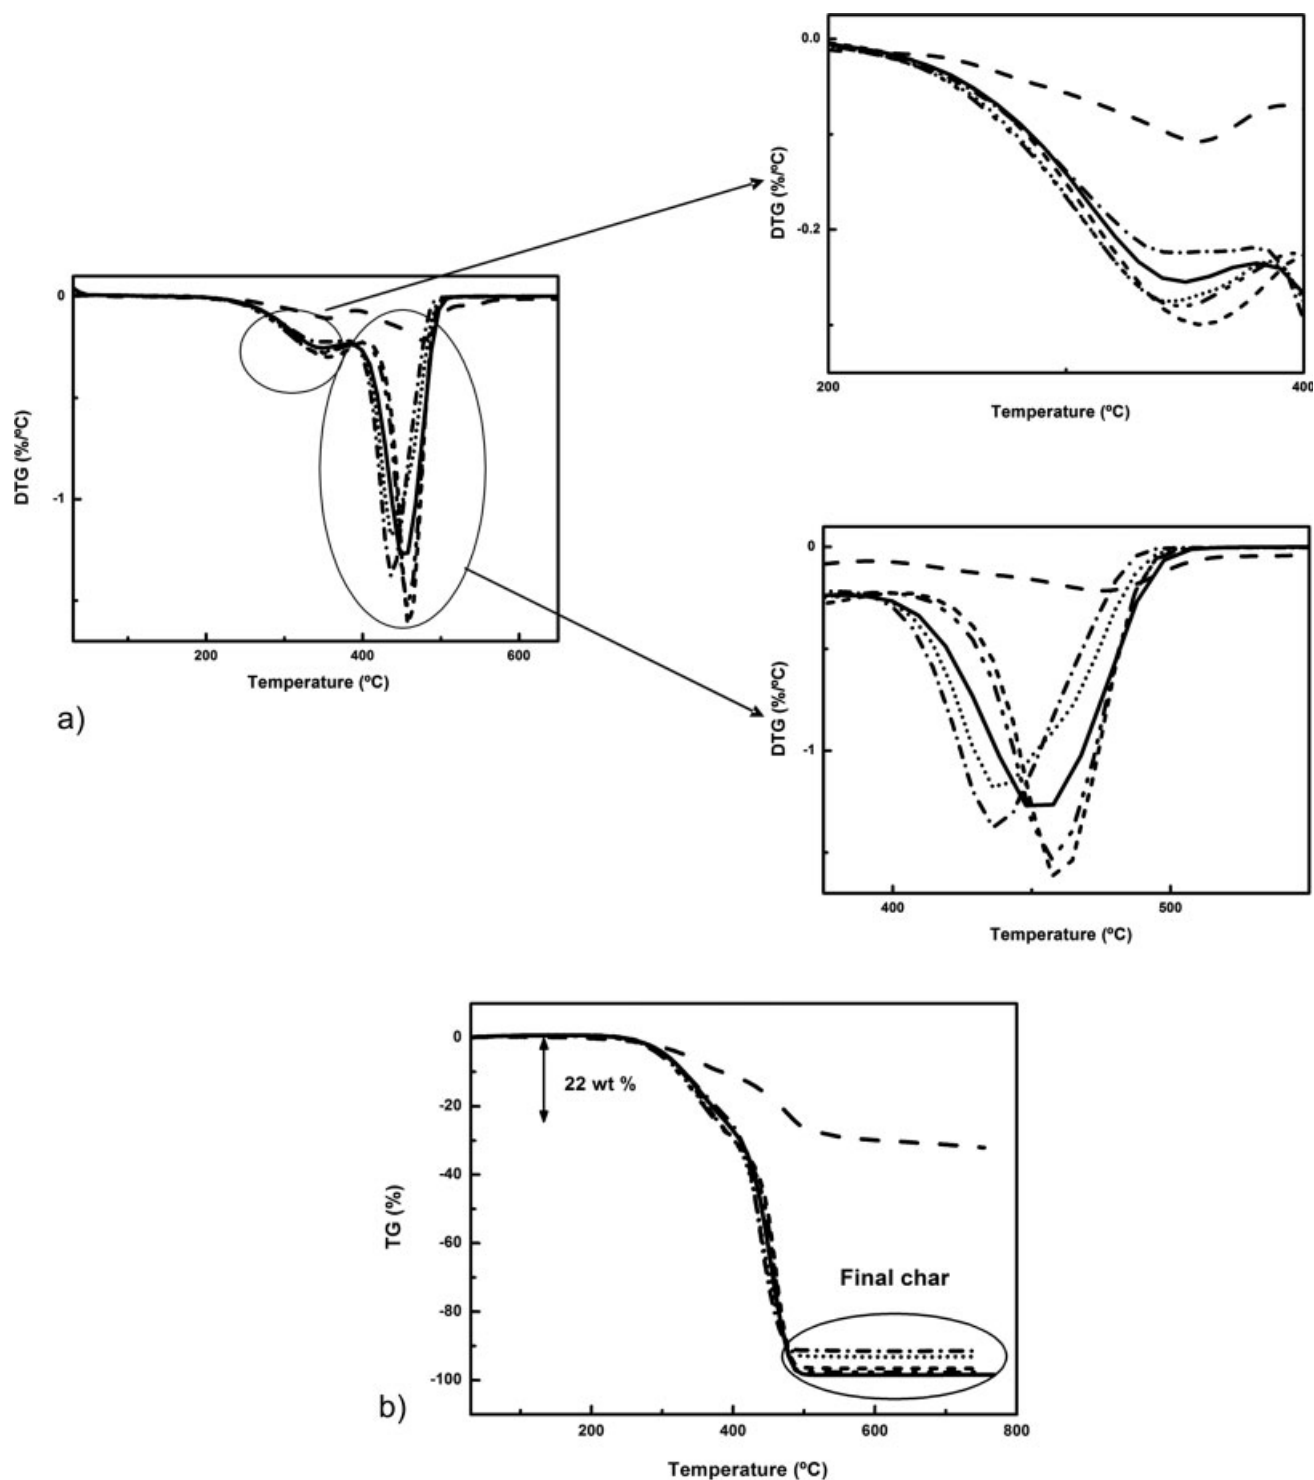 0.0
-0.2
DTG (%/ºC)
200
400
Temperature (ºC)
0
-1
DTG (%/ºC)
200
400
600
Temperature (ºC)
a)
0
-1
DTG (%/ºC)
400
500
Temperature (ºC)
0
-20
-40
-60
-80
-100
TG (%)
22 wt %
Final char
200
400
600
800
Temperature (ºC)
b)